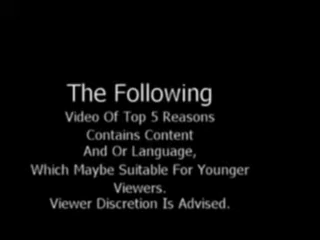 The Following
Video Of Top 5 Reasons
Contains Content
And Or Language,
Which Maybe Suitable For Younger
Viewers.
Viewer Discretion Is Advised.